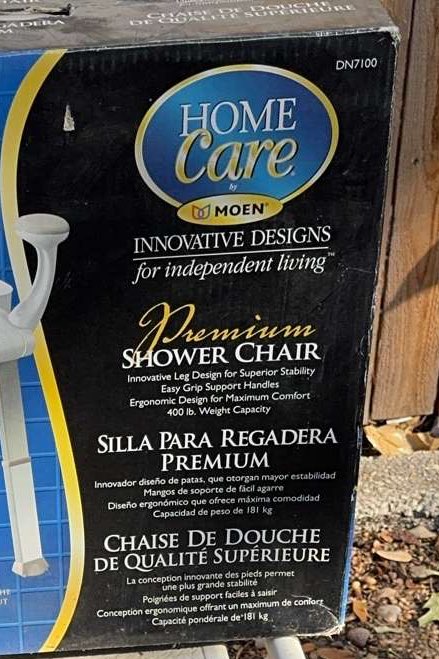 DE QUALITÉ SUPÉRIEURE
DN7100
HOME
Care
by
MOEN
INNOVATIVE DESIGNS
for independent living™
Premium
SHOWER CHAIR
Innovative Leg Design for Superior Stability
Easy Grip Support Handles
Ergonomic Design for Maximum Comfort
400 lb. Weight Capacity
SILLA PARA REGADERA
PREMIUM
Innovador diseño de patas, que otorgan mayor estabilidad
Mangos de soporte de fácil agarre
Diseño ergonómico que ofrece máxima comodidad
Capacidad de peso de 181 kg
CHAISE DE DOUCHE
DE QUALITÉ SUPÉRIEURE
La conception innovante des pieds permet
une plus grande stabilité
Poignées de support faciles à saisir
Conception ergonomique offrant un maximum de confort
Capacité pondérale de 181 kg